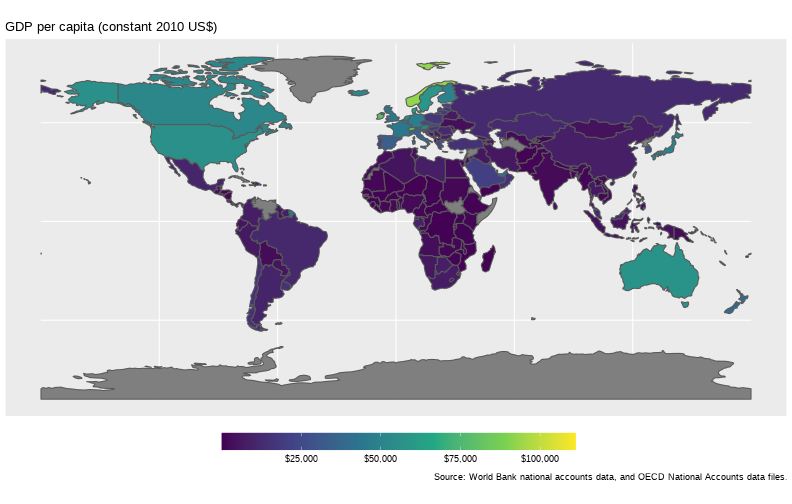 GDP per capita (constant 2010 US$)
$25,000 $50,000 $75,000 $100,000
Source: World Bank national accounts data, and OECD National Accounts data files.